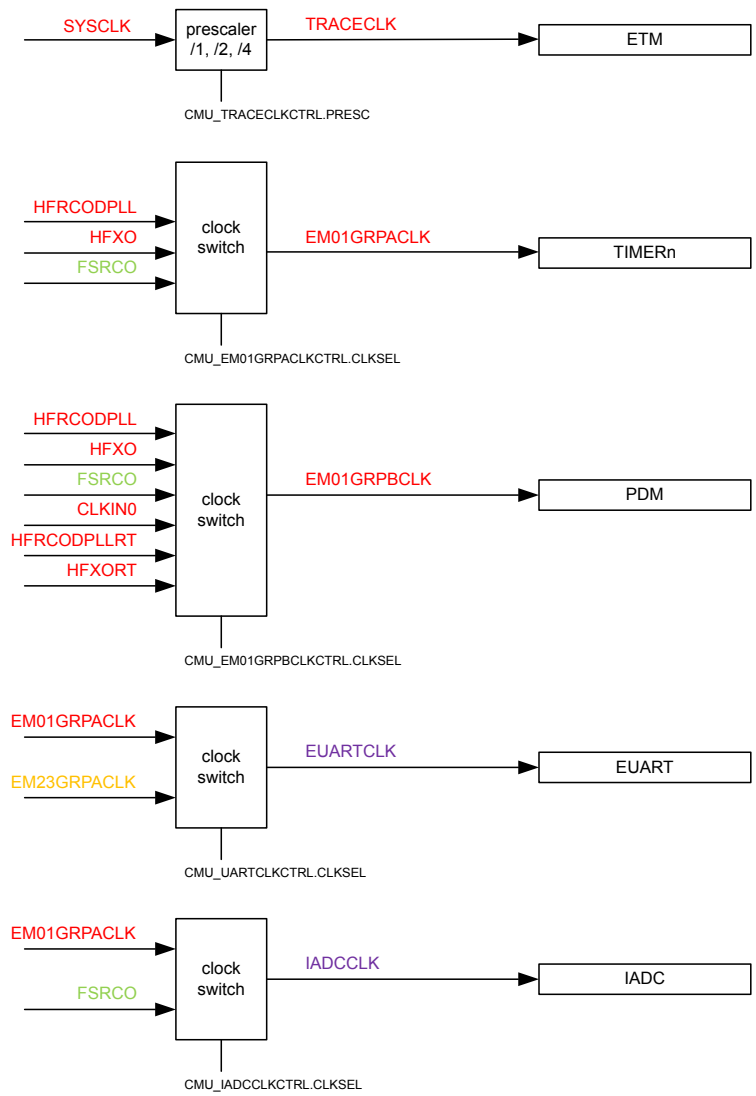 SYSCLK
prescaler
/1, /2, /4
TRACECLK
ETM
CMU_TRACECLKCTRL.PRESC
HFRCODPLL
HFXO
FSRCO
clock
switch
EM01GRPACLK
TIMERn
CMU_EM01GRPACLKCTRL.CLKSEL
HFRCODPLL
HFXO
FSRCO
CLKIN0
HFRCODPLLRT
HFXORT
clock
switch
EM01GRPBCLK
PDM
CMU_EM01GRPBCLKCTRL.CLKSEL
EM01GRPACLK
EM23GRPACLK
clock
switch
EUARTCLK
EUART
CMU_UARTCLKCTRL.CLKSEL
EM01GRPACLK
FSRCO
clock
switch
IADCCLK
IADC
CMU_IADCCLKCTRL.CLKSEL